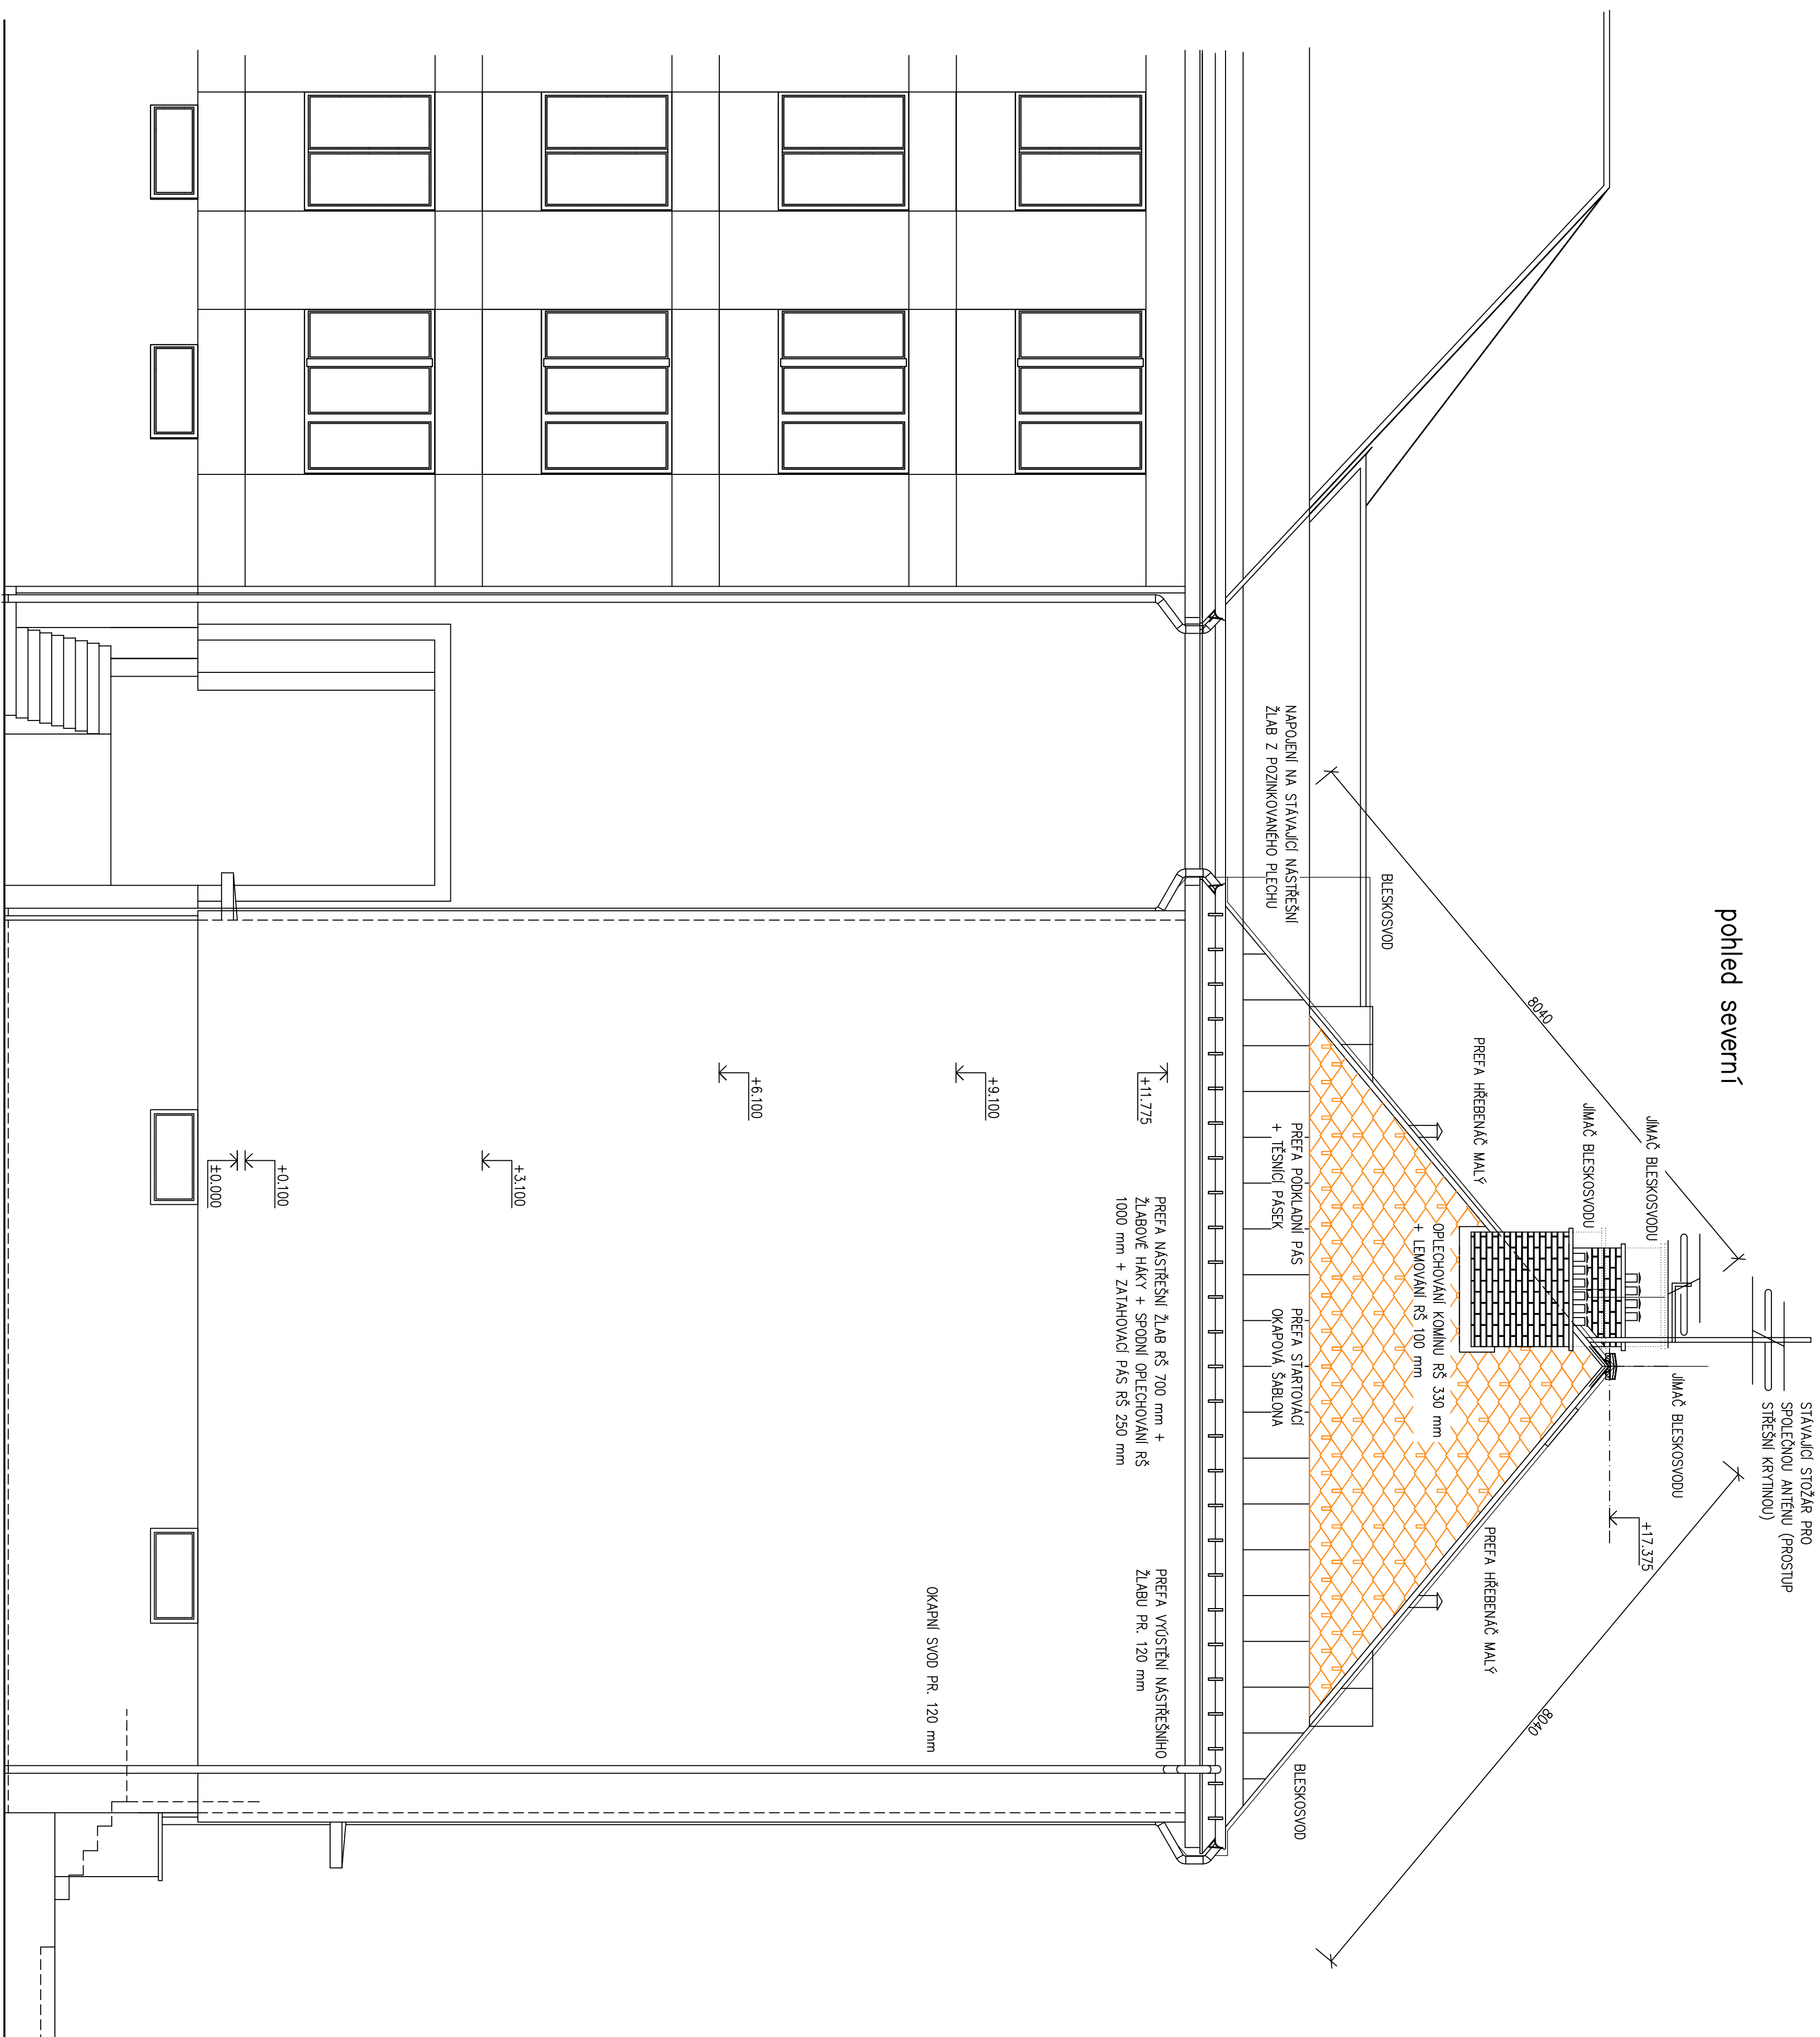 pohled severní
STÁVAJÍCÍ STOŽÁR PRO
SPOLEČNOU ANTÉNU (PROSTUP
STŘEŠNÍ KRYTINOU)
JÍMAČ BLESKOSVODU
JÍMAČ BLESKOSVODU
JÍMAČ BLESKOSVODU
+17.375
8040
8040
PREFA HŘEBENÁČ MALÝ
PREFA HŘEBENÁČ MALÝ
OPLECHOVÁNÍ KOMÍNU RŠ 330 mm
+ LEMOVÁNÍ RŠ 100 mm
BLESKOSVOD
BLESKOSVOD
NAPOJENÍ NA STÁVAJÍCÍ NÁSTŘEŠNÍ
ŽLAB Z POZINKOVANÉHO PLECHU
PREFA PODKLADNÍ PÁS
+ TĚSNÍCÍ PÁSEK
PREFA STARTOVACÍ
OKAPOVÁ ŠABLONA
+11.775
PREFA NÁSTŘEŠNÍ ŽLAB RŠ 700 mm +
ŽLABOVÉ HÁKY + SPODNÍ OPLECHOVÁNÍ RŠ
1000 mm + ZATAHOVACÍ PÁS RŠ 250 mm
PREFA VYÚSTĚNÍ NÁSTŘEŠNÍHO
ŽLABU PR. 120 mm
+9.100
OKAPNÍ SVOD PR. 120 mm
+6.100
+3.100
+0.100
±0.000